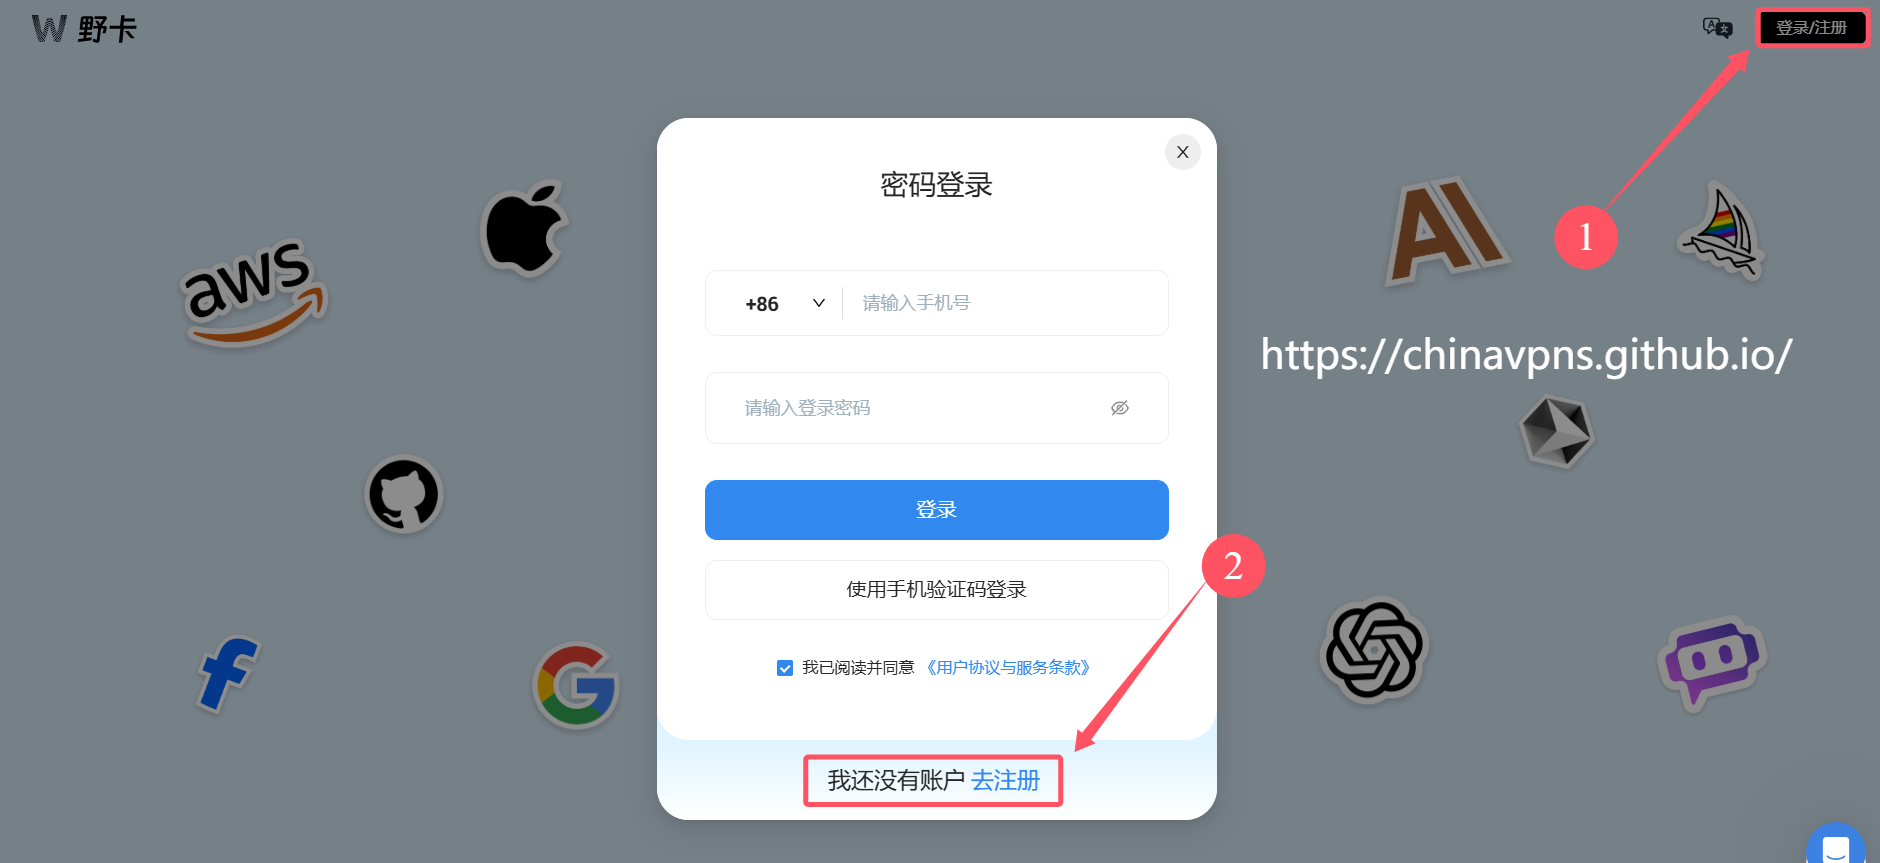 W 野卡
登录/注册
X
密码登录
1
aws
AI
+86 请输入手机号
https://chinavpns.github.io/
请输入登录密码
登录
2
使用手机验证码登录
我已阅读并同意 《用户协议与服务条款》
我还没有账户 去注册